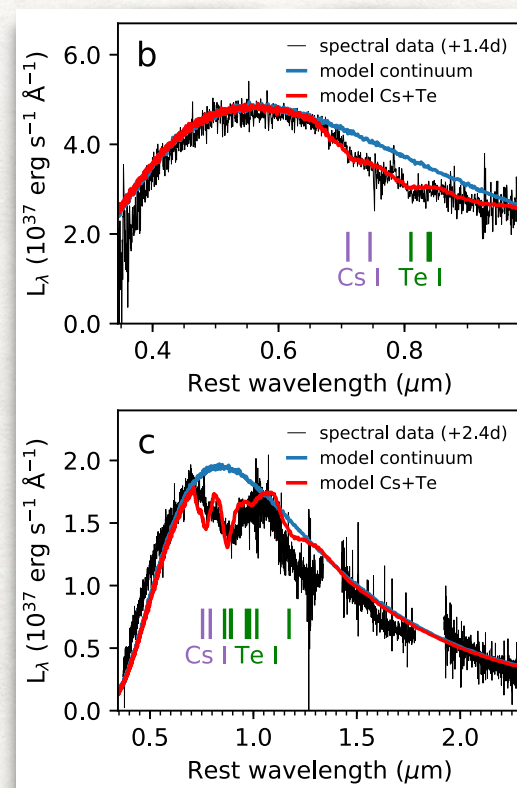 b
spectral data (+1.4d)
model continuum
model Cs+Te
6.0
4.0
2.0
0.0
L_λ (10^37 erg s^−1 Å^−1)
Cs I Te I
0.4 0.6 0.8
Rest wavelength (μm)
c
spectral data (+2.4d)
model continuum
model Cs+Te
2.0
1.5
1.0
0.5
0.0
L_λ (10^37 erg s^−1 Å^−1)
Cs I Te I
0.5 1.0 1.5 2.0
Rest wavelength (μm)